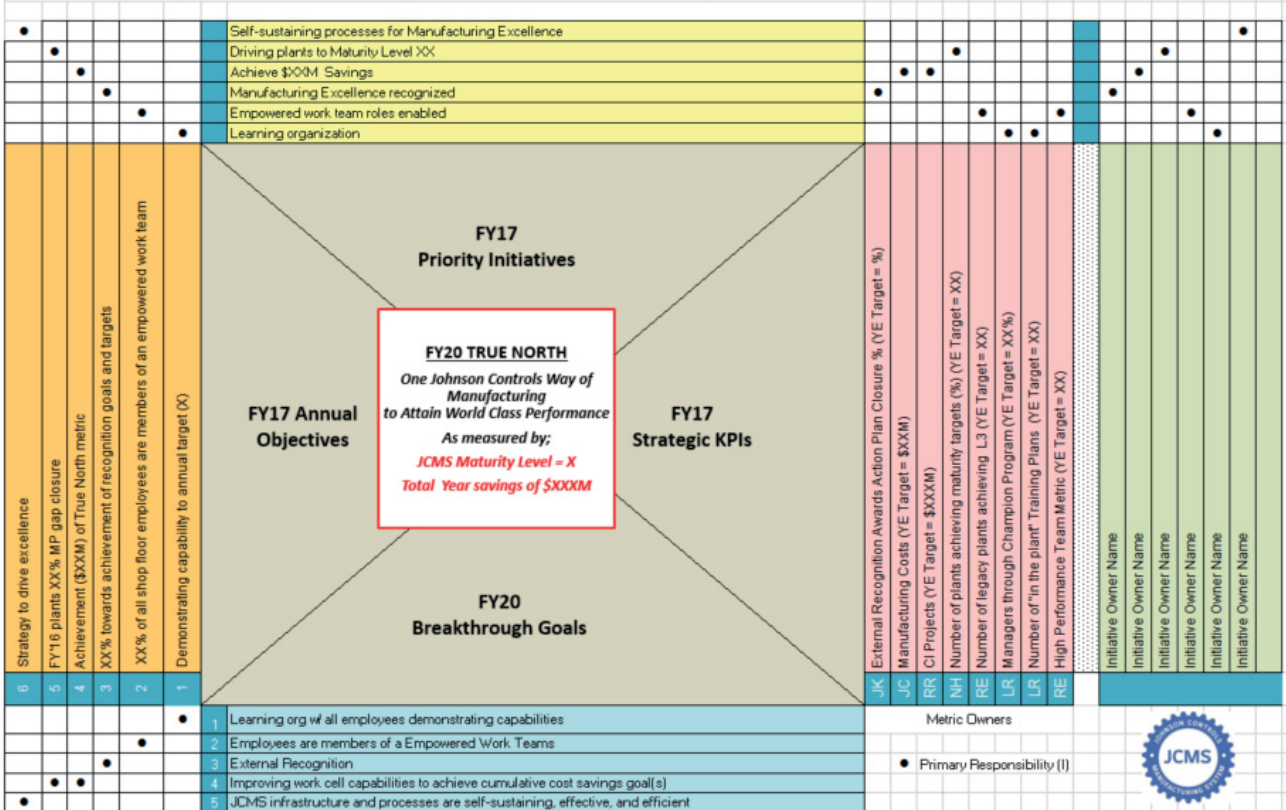 Self-sustaining processes for Manufacturing Excellence
Driving plants to Maturity Level XX
Achieve $XXM Savings
Manufacturing Excellence recognized
Empowered work team roles enabled
Learning organization
Strategy to drive excellence
FY'16 plants XX% MP gap closure
Achievement ($XXM) of True North metric
XX% towards achievement of recognition goals and targets
XX% of all shop floor employees are members of an empowered work team
Demonstrating capability to annual target (X)
6
5
4
3
2
1
FY17
Priority Initiatives
FY17 Annual
Objectives
FY20 TRUE NORTH
One Johnson Controls Way of
Manufacturing
to Attain World Class Performance
As measured by;
JCMS Maturity Level = X
Total Year savings of $XXXM
FY17
Strategic KPIs
FY20
Breakthrough Goals
External Recognition Awards Action Plan Closure % (YE Target = %)
Manufacturing Costs (YE Target = $XXM)
CI Projects (YE Target = $XXXM)
Number of plants achieving maturity targets (%) (YE Target = XX)
Number of legacy plants achieving L3 (YE Target = XX)
Managers through Champion Program (YE Target = XX%)
Number of "in the plant" Training Plans (YE Target = XX)
High Performance Team Metric (YE Target = XX)
JK
JC
RR
NH
RE
LR
LR
RE
Initiative Owner Name
Initiative Owner Name
Initiative Owner Name
Initiative Owner Name
Initiative Owner Name
Initiative Owner Name
1 Learning org w/ all employees demonstrating capabilities
2 Employees are members of a Empowered Work Teams
3 External Recognition
4 Improving work cell capabilities to achieve cumulative cost savings goal(s)
5 JCMS infrastructure and processes are self-sustaining, effective, and efficient
Metric Owners
Primary Responsibility (I)
JOHNSON CONTROLS
JCMS
MANUFACTURING SYSTEM